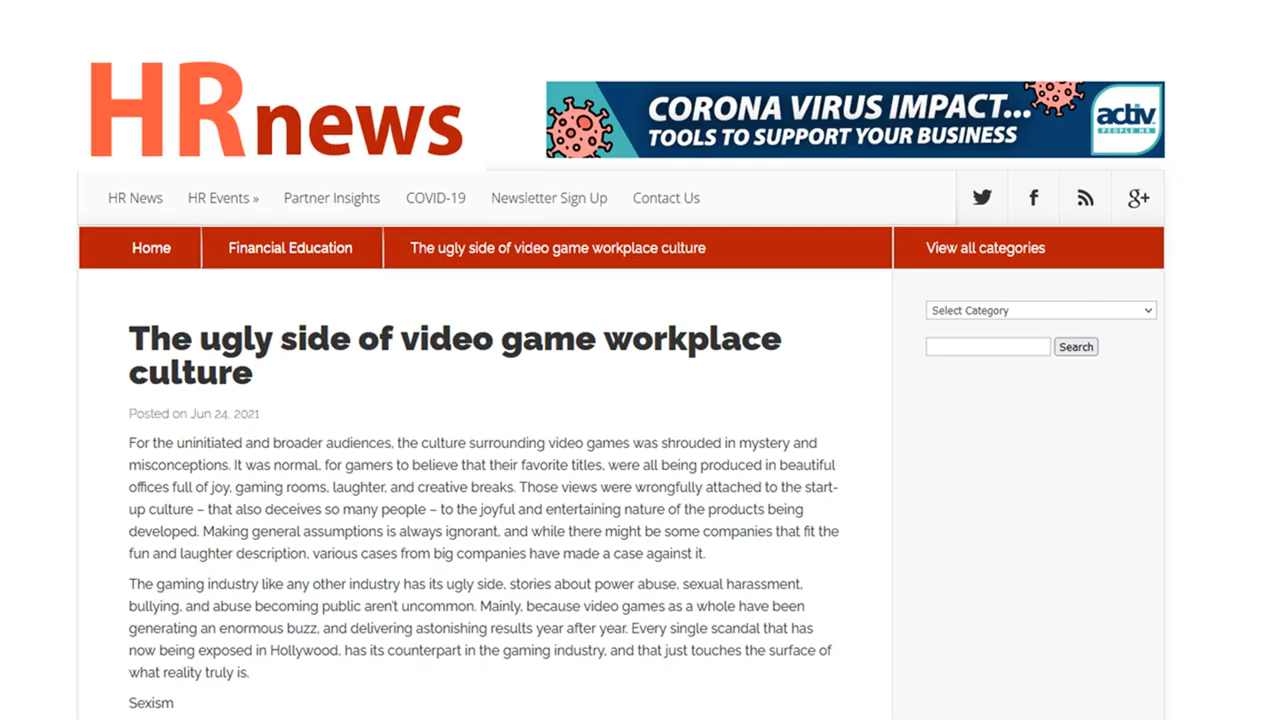 HRnews
CORONA VIRUS IMPACT...
TOOLS TO SUPPORT YOUR BUSINESS
activ
PEOPLE HR
HR News HR Events » Partner Insights COVID-19 Newsletter Sign Up Contact Us
Home Financial Education The ugly side of video game workplace culture View all categories
Select Category
Search
The ugly side of video game workplace
culture
Posted on Jun 24, 2021
For the uninitiated and broader audiences, the culture surrounding video games was shrouded in mystery and
misconceptions. It was normal, for gamers to believe that their favorite titles, were all being produced in beautiful
offices full of joy, gaming rooms, laughter, and creative breaks. Those views were wrongfully attached to the start-
up culture – that also deceives so many people – to the joyful and entertaining nature of the products being
developed. Making general assumptions is always ignorant, and while there might be some companies that fit the
fun and laughter description, various cases from big companies have made a case against it.
The gaming industry like any other industry has its ugly side, stories about power abuse, sexual harassment,
bullying, and abuse becoming public aren't uncommon. Mainly, because video games as a whole have been
generating an enormous buzz, and delivering astonishing results year after year. Every single scandal that has
now being exposed in Hollywood, has its counterpart in the gaming industry, and that just touches the surface of
what reality truly is.
Sexism